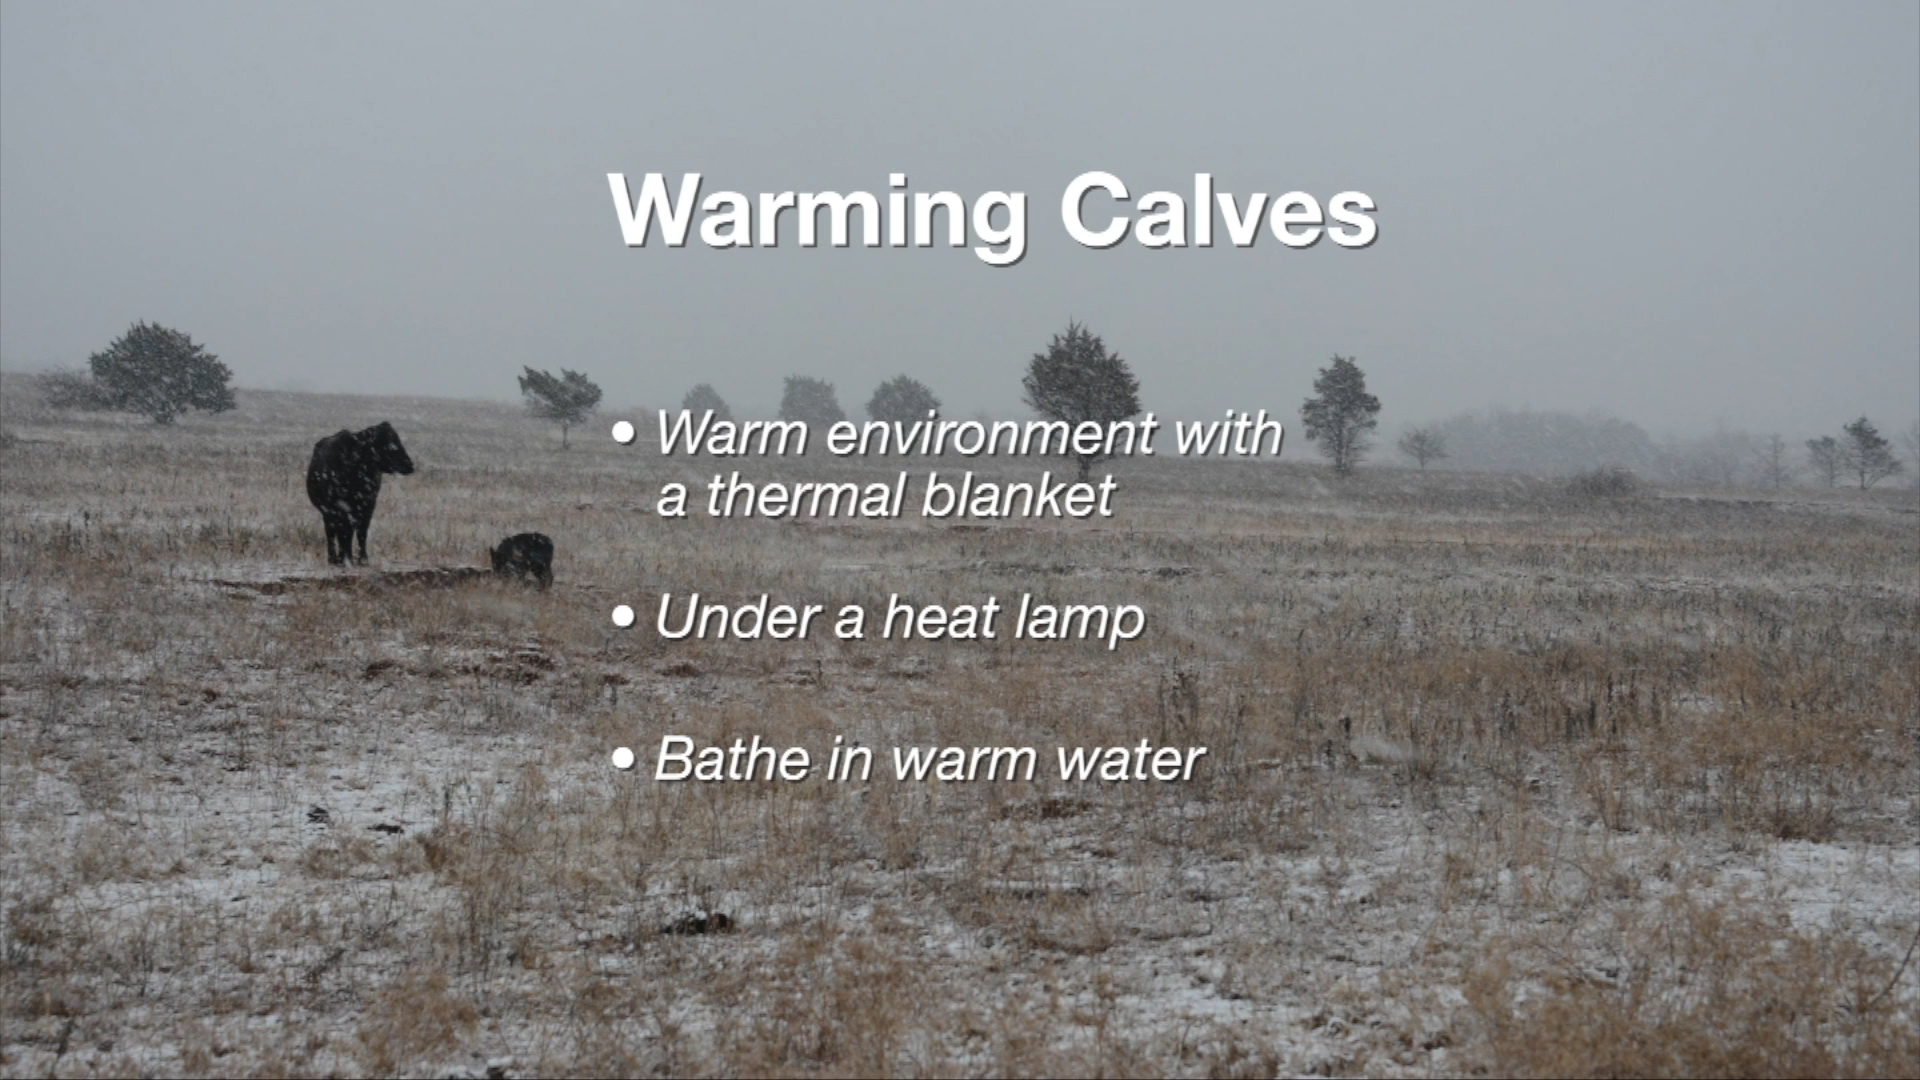 Warming Calves
• Warm environment with
a thermal blanket
• Under a heat lamp
• Bathe in warm water